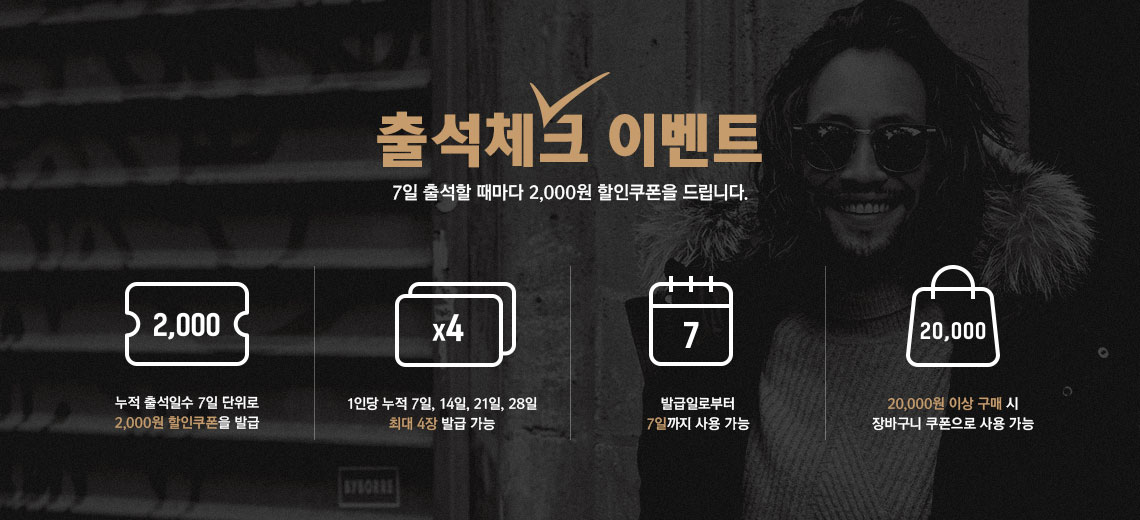 출석체크 이벤트
7일 출석할 때마다 2,000원 할인쿠폰을 드립니다.
2,000
누적 출석일수 7일 단위로
2,000원 할인쿠폰을 발급
x4
1인당 누적 7일, 14일, 21일, 28일
최대 4장 발급 가능
7
발급일로부터
7일까지 사용 가능
20,000
20,000원 이상 구매 시
장바구니 쿠폰으로 사용 가능
BYBORRE